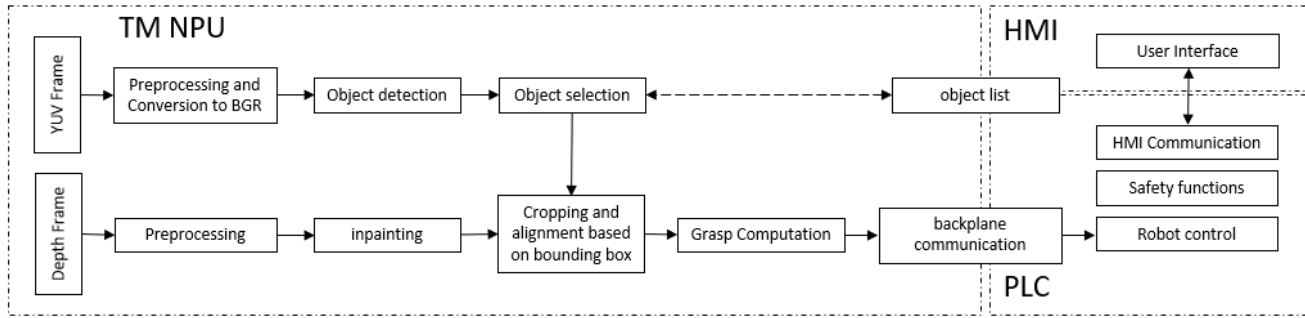 TM NPU
HMI
YUV Frame
Preprocessing and
Conversion to BGR
Object detection
Object selection
object list
User Interface
HMI Communication
Safety functions
Depth Frame
Preprocessing
inpainting
Cropping and
alignment based
on bounding box
Grasp Computation
backplane
communication
Robot control
PLC